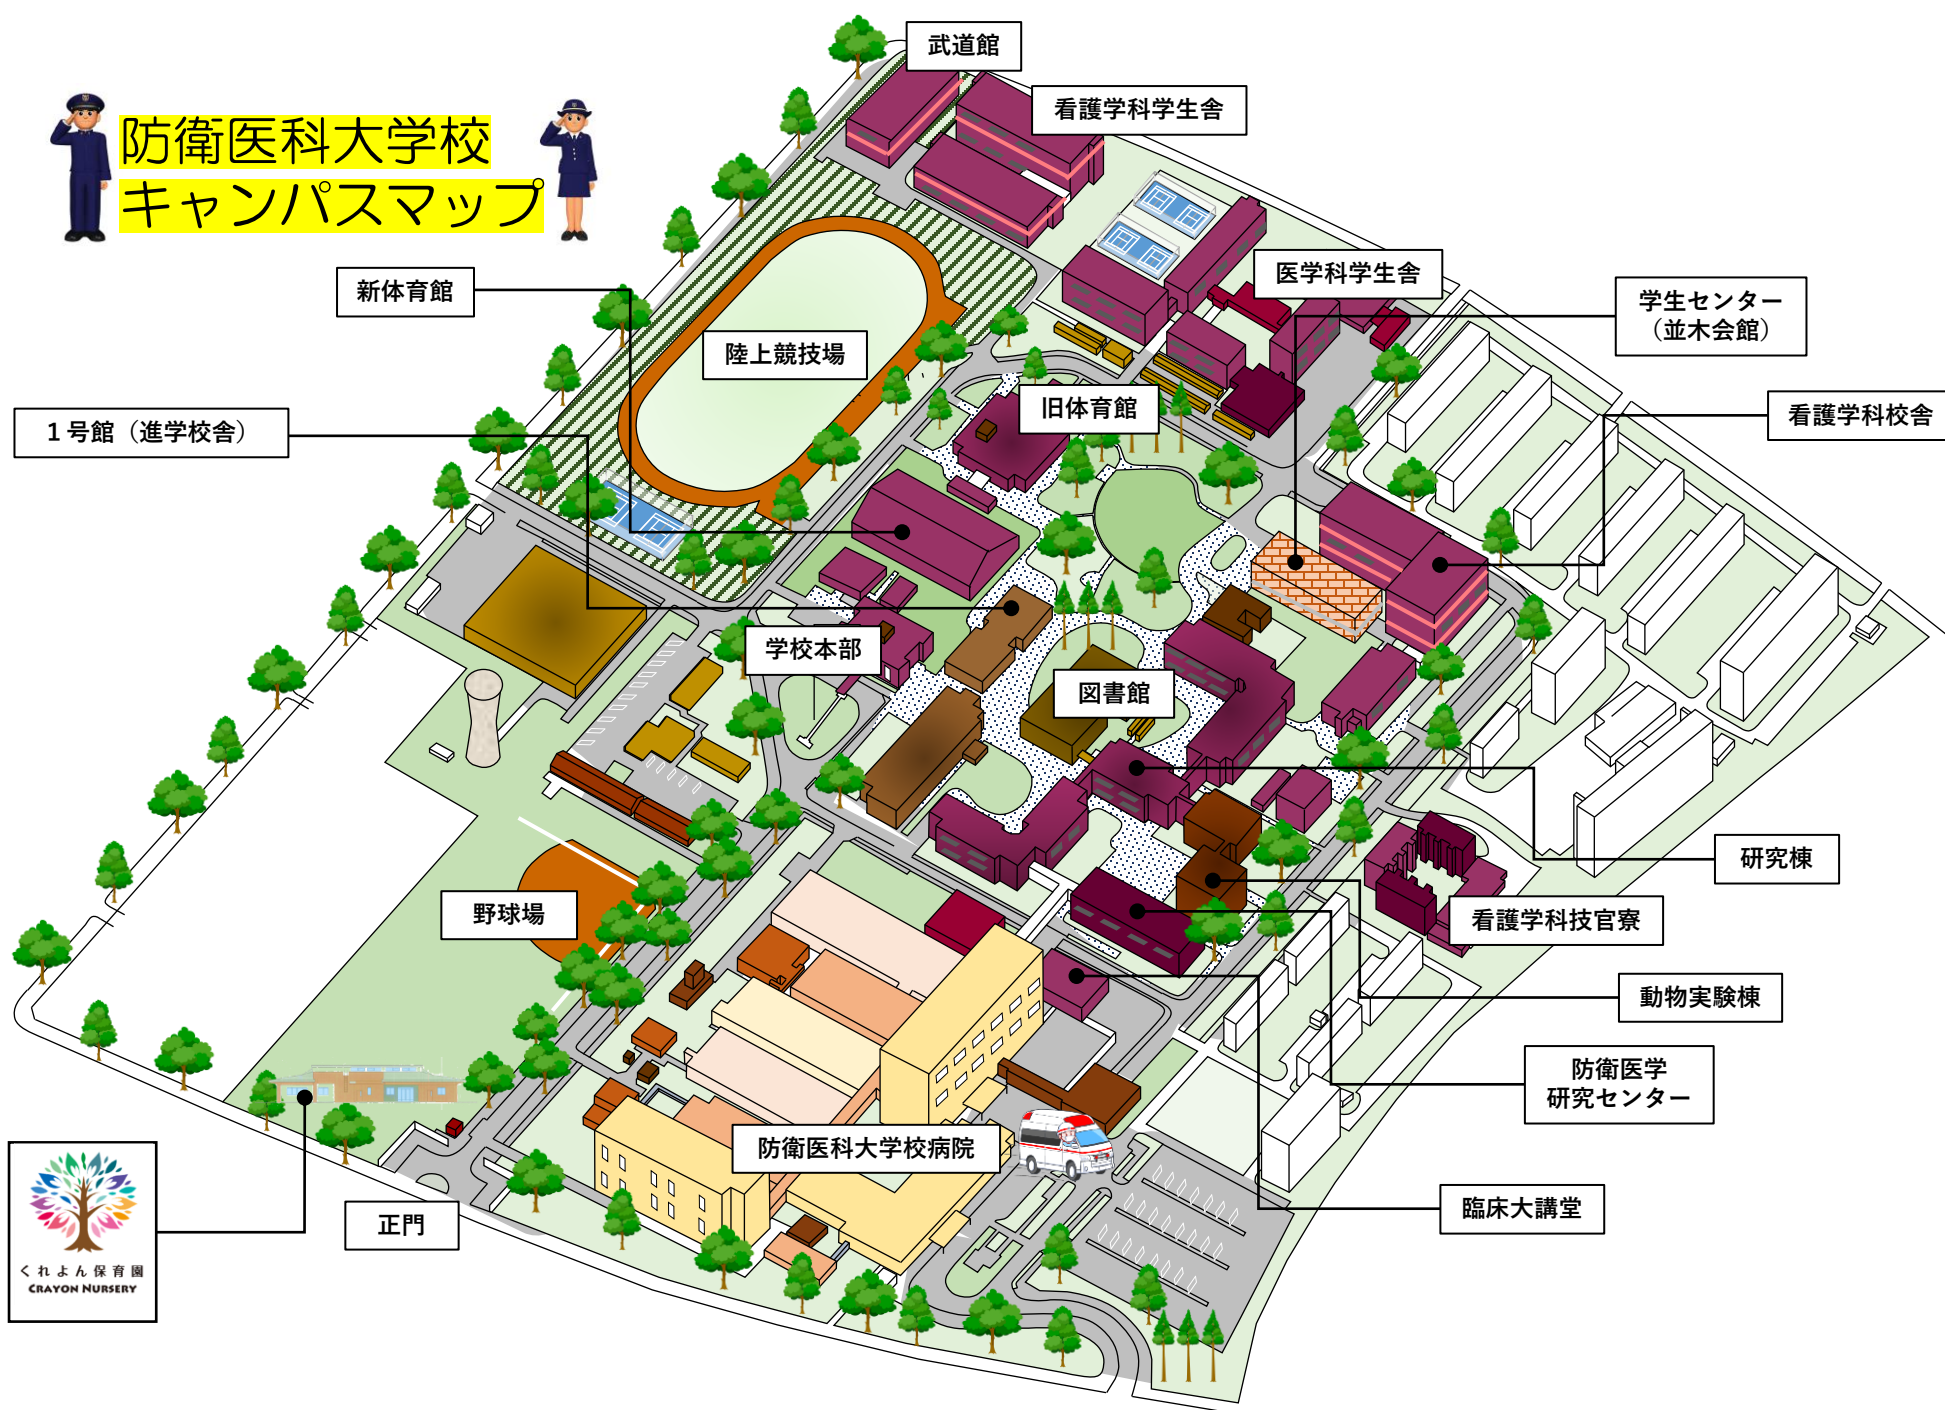 防衛医科大学校
キャンパスマップ
武道館
看護学科学生舎
医学科学生舎
新体育館
学生センター
（並木会館）
陸上競技場
旧体育館
看護学科校舎
１号館（進学校舎）
学校本部
図書館
研究棟
野球場
看護学科技官寮
動物実験棟
防衛医学
研究センター
防衛医科大学校病院
臨床大講堂
正門
くれよん保育園
CRAYON NURSERY